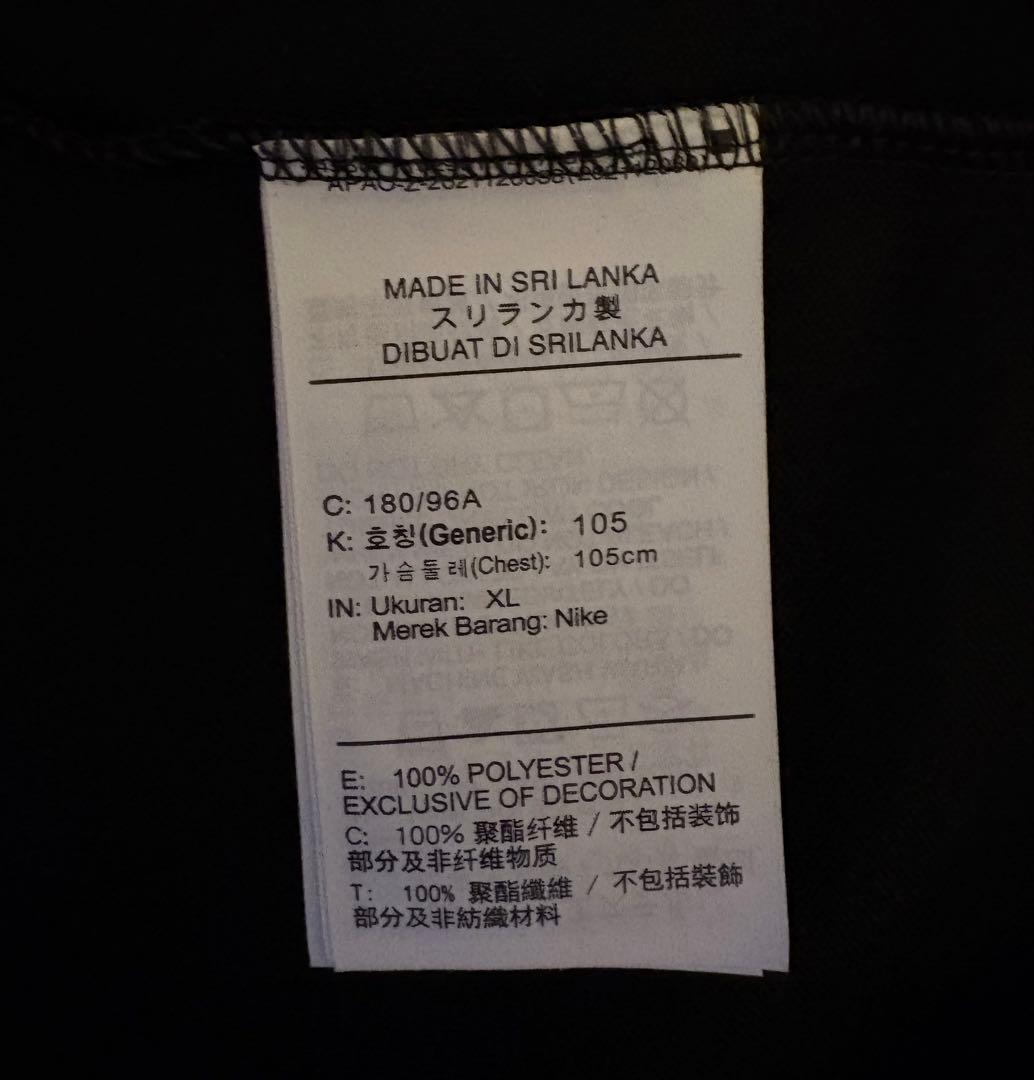 MADE IN SRI LANKA
スリランカ製
DIBUAT DI SRILANKA
C: 180/96A
K: 호칭(Generic): 105
가슴둘레(Chest): 105cm
IN: Ukuran: XL
Merek Barang: Nike
E: 100% POLYESTER /
EXCLUSIVE OF DECORATION
C: 100% 聚酯纤维 / 不包括装饰
部分及非纤维物质
T: 100% 聚酯纖維 / 不包括裝飾
部分及非紡織材料